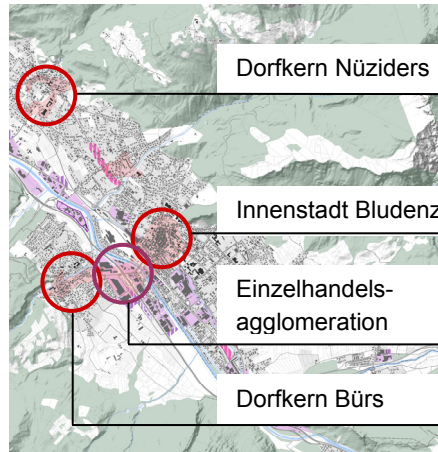 Dorfkern Nüziders
Innenstadt Bludenz
Einzelhandels-
agglomeration
Dorfkern Bürs